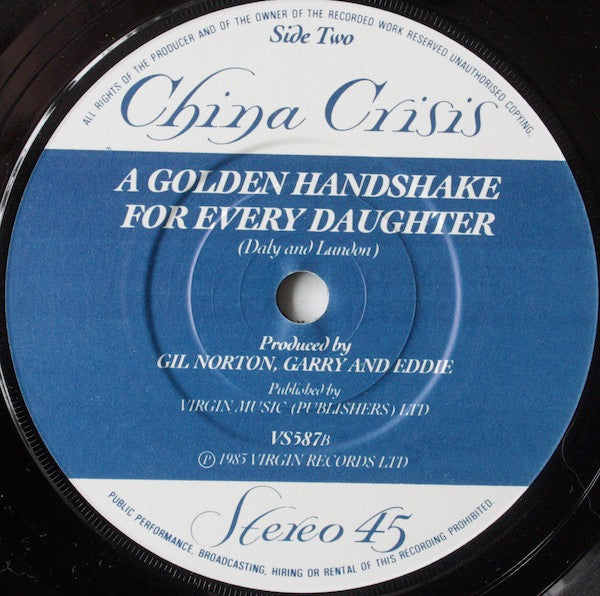 ALL RIGHTS OF THE PRODUCER AND OF THE OWNER OF THE RECORDED WORK RESERVED. UNAUTHORISED COPYING,
Side Two
China Crisis
A GOLDEN HANDSHAKE
FOR EVERY DAUGHTER
(Daly and Lundon)
Produced by
GIL NORTON, GARRY AND EDDIE
Published by
VIRGIN MUSIC (PUBLISHERS) LTD
VS587B
Ⓟ 1985 VIRGIN RECORDS LTD
Stereo 45
PUBLIC PERFORMANCE, BROADCASTING, HIRING OR RENTAL OF THIS RECORDING PROHIBITED.